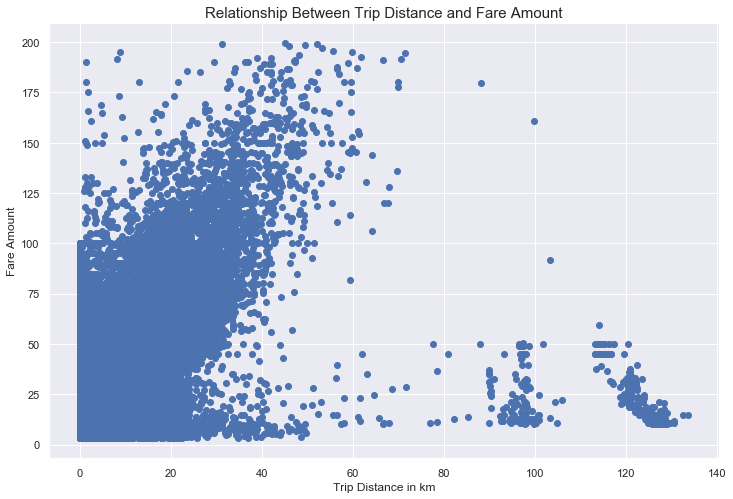 Relationship Between Trip Distance and Fare Amount
200
175
150
125
100
75
50
25
0
Fare Amount
0 20 40 60 80 100 120 140
Trip Distance in km